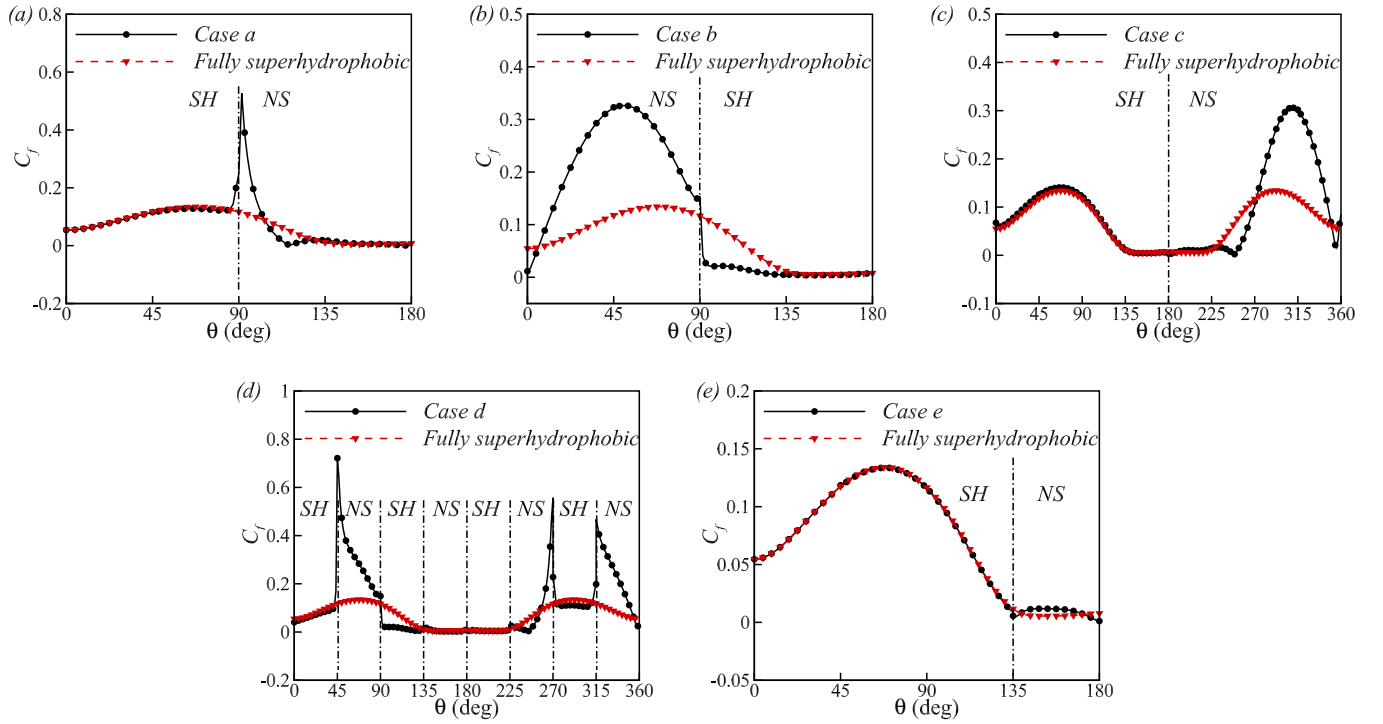 (a)
0.8
0.6
0.4
0.2
0
-0.2
C_f
Case a
Fully superhydrophobic
SH NS
0 45 90 135 180
θ (deg)
(b)
0.5
0.4
0.3
0.2
0.1
0
C_f
Case b
Fully superhydrophobic
NS SH
0 45 90 135 180
θ (deg)
(c)
0.5
0.4
0.3
0.2
0.1
0
-0.1
C_f
Case c
Fully superhydrophobic
SH NS
0 45 90 135 180 225 270 315 360
θ (deg)
(d)
1
0.8
0.6
0.4
0.2
0
-0.2
C_f
Case d
Fully superhydrophobic
SH NS SH NS SH NS SH NS
0 45 90 135 180 225 270 315 360
θ (deg)
(e)
0.2
0.15
0.1
0.05
0
-0.05
C_f
Case e
Fully superhydrophobic
SH NS
0 45 90 135 180
θ (deg)